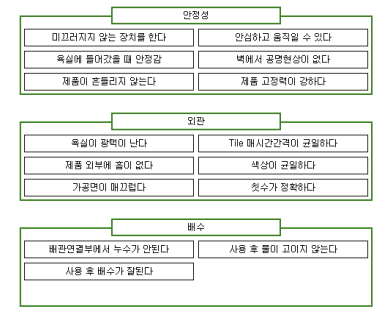 안정성
미끄러지지 않는 장치를 한다 안심하고 움직일 수 있다
욕실에 들어갔을 때 안정감 벽에서 공명현상이 없다
제품이 흔들리지 않는다 제품 고정력이 강하다
외관
욕실이 광택이 난다 Tile 매시간간격이 균일하다
제품 외부에 흠이 없다 색상이 균일하다
가공면이 매끄럽다 칫수가 정확하다
배수
배관연결부에서 누수가 안된다 사용 후 물이 고이지 않는다
사용 후 배수가 잘된다